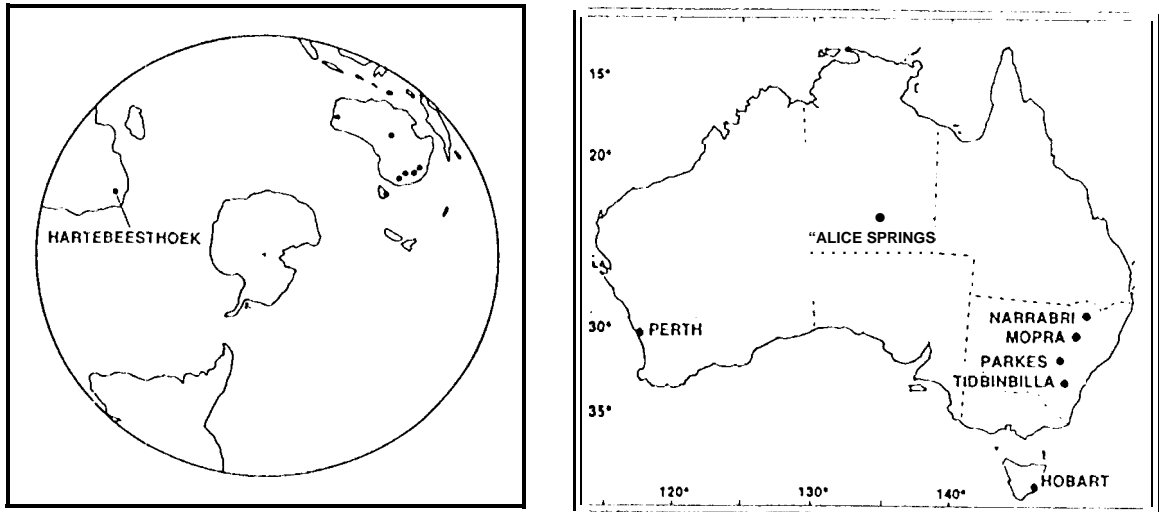 HARTEBEESTHOEK
15°
20°
"ALICE SPRINGS
30°
PERTH
NARRABRI
MOPRA
PARKES
TIDBINBILLA
35°
HOBART
120°
130°
140°